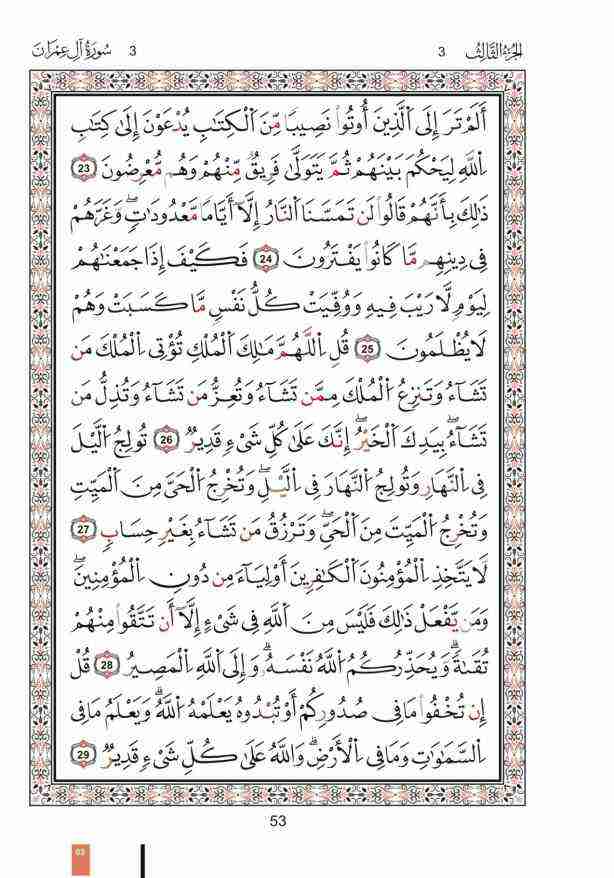 الجزء الثالث 3
3 سورة آل عمران
أَلَمْ تَرَ إِلَى ٱلَّذِينَ أُوتُوا۟ نَصِيبًا مِّنَ ٱلْكِتَابِ يُدْعَوْنَ إِلَىٰ كِتَابِ
ٱللَّهِ لِيَحْكُمَ بَيْنَهُمْ ثُمَّ يَتَوَلَّىٰ فَرِيقٌ مِّنْهُمْ وَهُم مُّعْرِضُونَ 23
ذَٰلِكَ بِأَنَّهُمْ قَالُوا۟ لَن تَمَسَّنَا ٱلنَّارُ إِلَّآ أَيَّامًا مَّعْدُودَاتٍ ۖ وَغَرَّهُمْ
فِى دِينِهِم مَّا كَانُوا۟ يَفْتَرُونَ 24 فَكَيْفَ إِذَا جَمَعْنَٰهُمْ
لِيَوْمٍ لَّا رَيْبَ فِيهِ وَوُفِّيَتْ كُلُّ نَفْسٍ مَّا كَسَبَتْ وَهُمْ
لَا يُظْلَمُونَ 25 قُلِ ٱللَّهُمَّ مَٰلِكَ ٱلْمُلْكِ تُؤْتِى ٱلْمُلْكَ مَن
تَشَآءُ وَتَنزِعُ ٱلْمُلْكَ مِمَّن تَشَآءُ وَتُعِزُّ مَن تَشَآءُ وَتُذِلُّ مَن
تَشَآءُ ۖ بِيَدِكَ ٱلْخَيْرُ ۖ إِنَّكَ عَلَىٰ كُلِّ شَىْءٍ قَدِيرٌ 26 تُولِجُ ٱلَّيْلَ
فِى ٱلنَّهَارِ وَتُولِجُ ٱلنَّهَارَ فِى ٱلَّيْلِ ۖ وَتُخْرِجُ ٱلْحَىَّ مِنَ ٱلْمَيِّتِ
وَتُخْرِجُ ٱلْمَيِّتَ مِنَ ٱلْحَىِّ ۖ وَتَرْزُقُ مَن تَشَآءُ بِغَيْرِ حِسَابٍ 27
لَا يَتَّخِذِ ٱلْمُؤْمِنُونَ ٱلْكَٰفِرِينَ أَوْلِيَآءَ مِن دُونِ ٱلْمُؤْمِنِينَ ۖ
وَمَن يَفْعَلْ ذَٰلِكَ فَلَيْسَ مِنَ ٱللَّهِ فِى شَىْءٍ إِلَّآ أَن تَتَّقُوا۟ مِنْهُمْ
تُقَىٰةً ۗ وَيُحَذِّرُكُمُ ٱللَّهُ نَفْسَهُۥ ۗ وَإِلَى ٱللَّهِ ٱلْمَصِيرُ 28 قُلْ
إِن تُخْفُوا۟ مَا فِى صُدُورِكُمْ أَوْ تُبْدُوهُ يَعْلَمْهُ ٱللَّهُ ۗ وَيَعْلَمُ مَا فِى
ٱلسَّمَٰوَٰتِ وَمَا فِى ٱلْأَرْضِ ۗ وَٱللَّهُ عَلَىٰ كُلِّ شَىْءٍ قَدِيرٌ 29
53
03